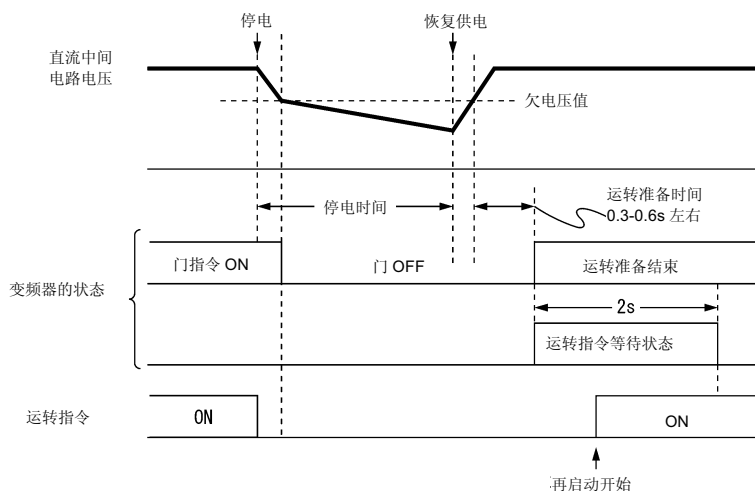 停电
恢复供电
直流中间
电路电压
欠电压值
停电时间
运转准备时间
0.3-0.6s 左右
变频器的状态
门指令 ON
门 OFF
运转准备结束
2s
运转指令等待状态
运转指令
ON
ON
再启动开始